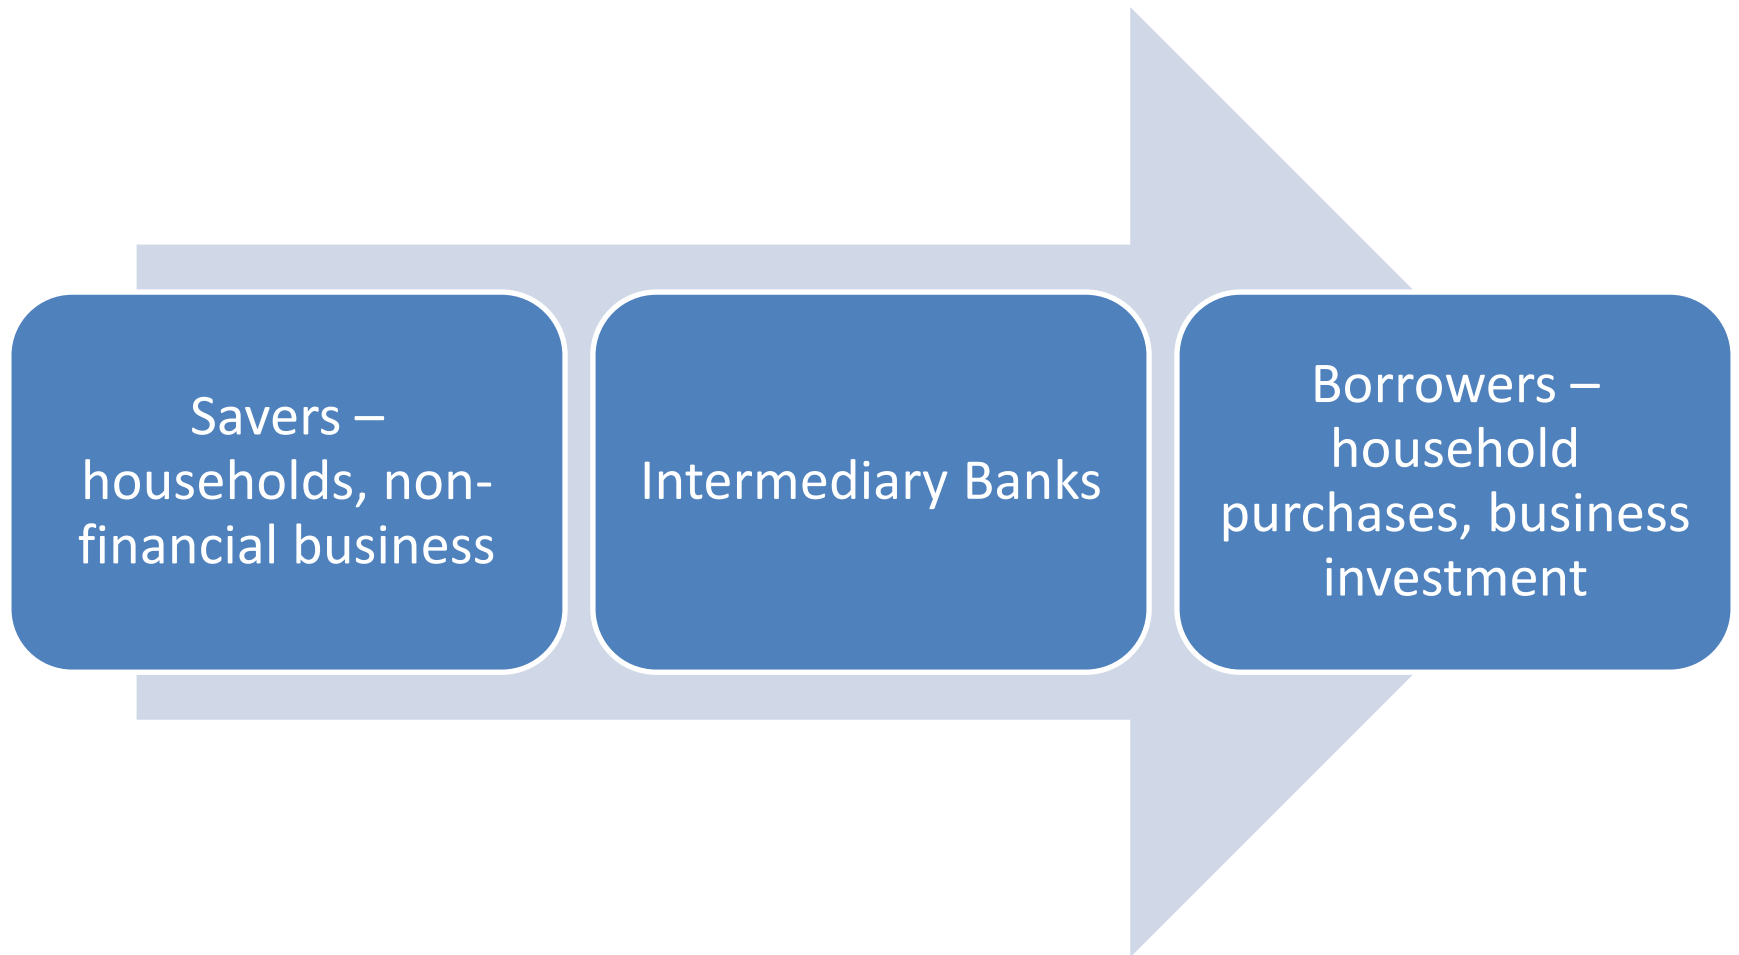 Savers –
households, non-
financial business
Intermediary Banks
Borrowers –
household
purchases, business
investment